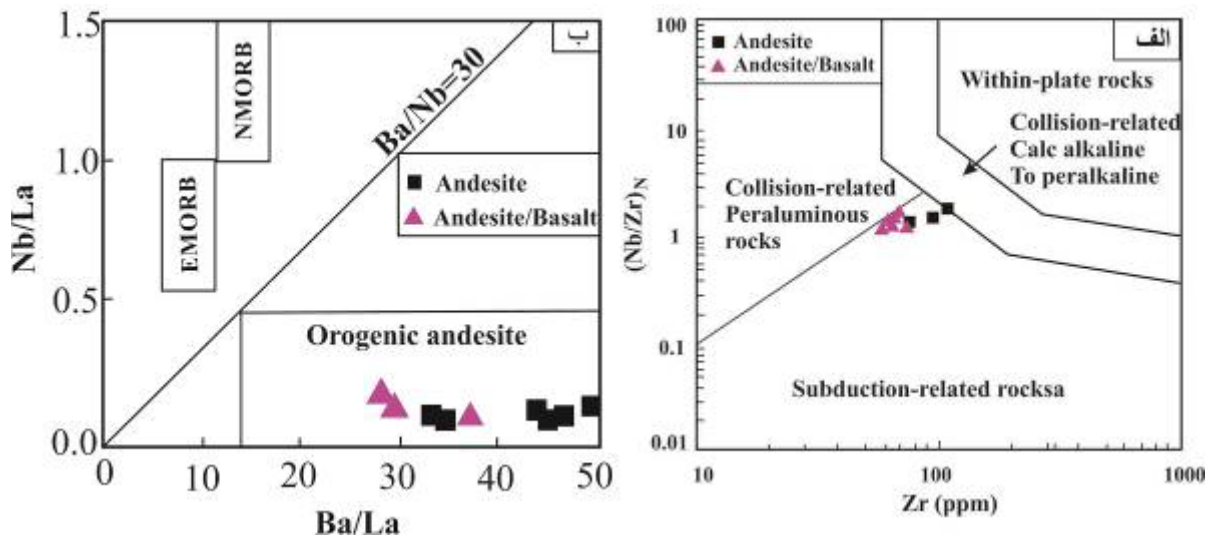 1.5
1.0
0.5
0.0
Nb/La
NMORB
EMORB
Ba/Nb=30
ب
Andesite
Andesite/Basalt
Orogenic andesite
0
10
20
30
40
50
Ba/La
100
10
1
0.1
0.01
(Nb/Zr)N
Andesite
Andesite/Basalt
الف
Within-plate rocks
Collision-related
Calc alkaline
To peralkaline
Collision-related
Peraluminous
rocks
Subduction-related rocksa
10
100
1000
Zr (ppm)